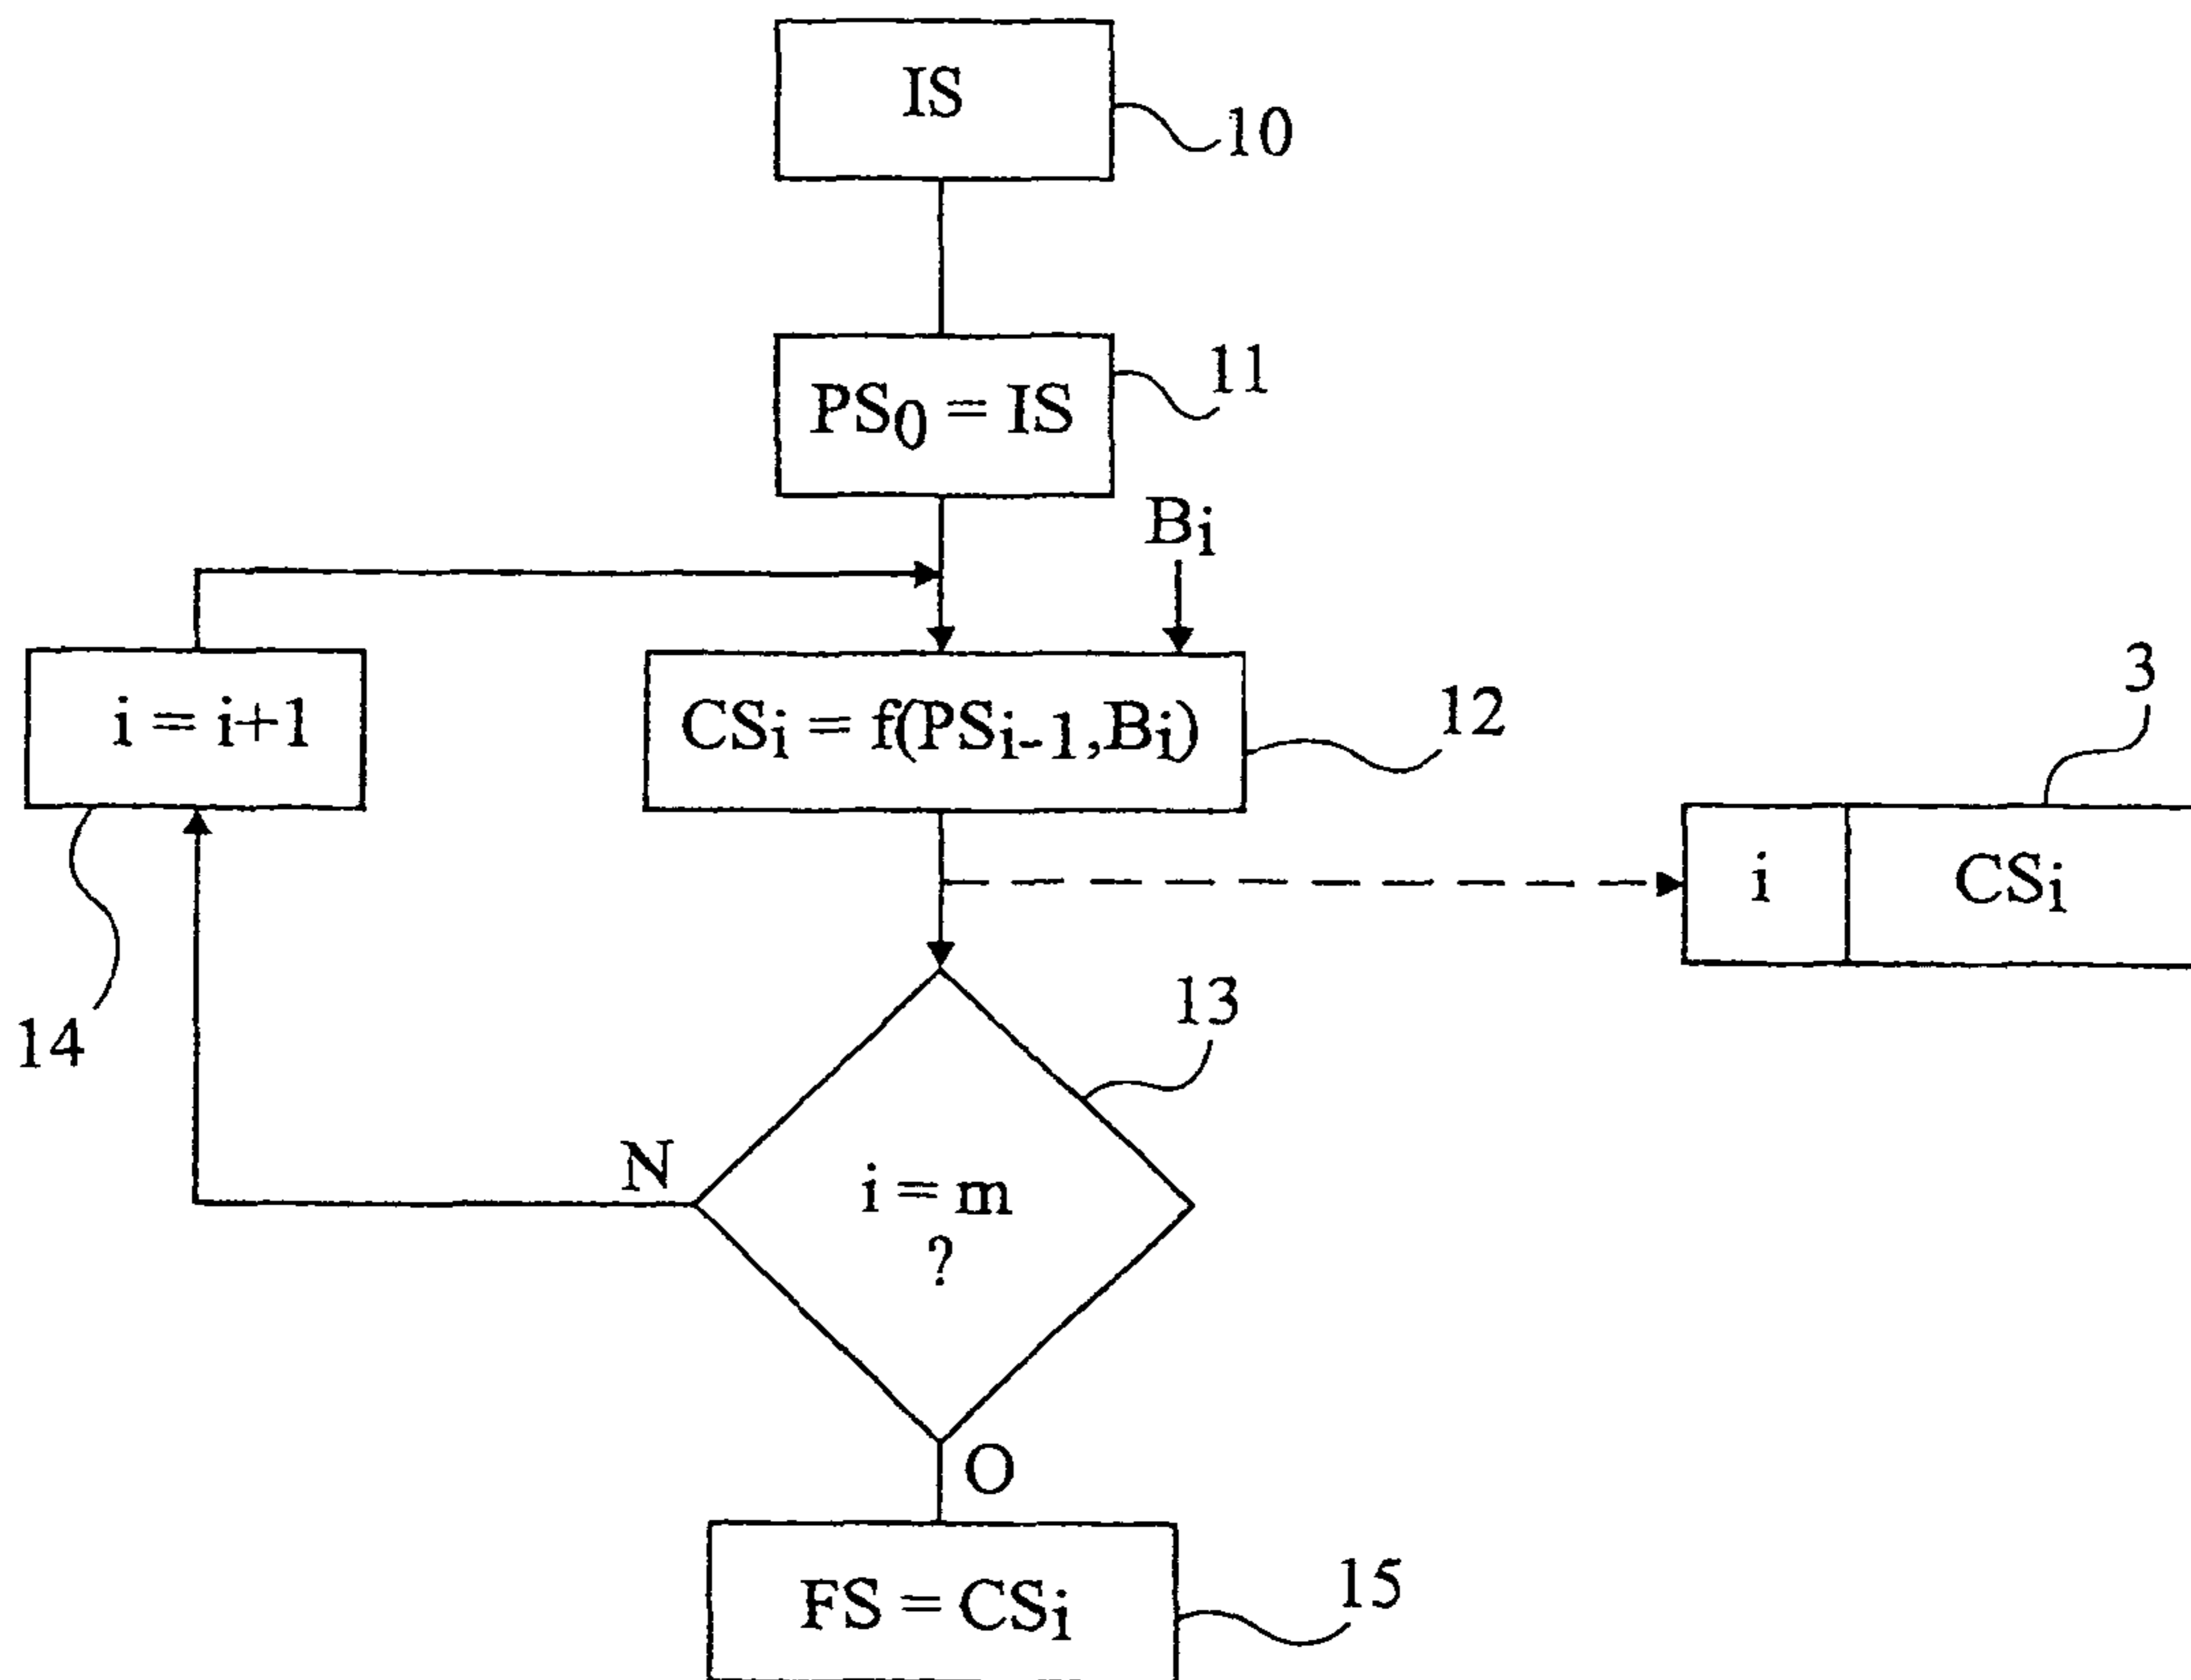 IS
10
PS0 = IS
11
Bi
i = i+1
CSi = f(PSi-1,Bi)
12
3
i
CSi
14
13
N
i = m
?
O
FS = CSi
15